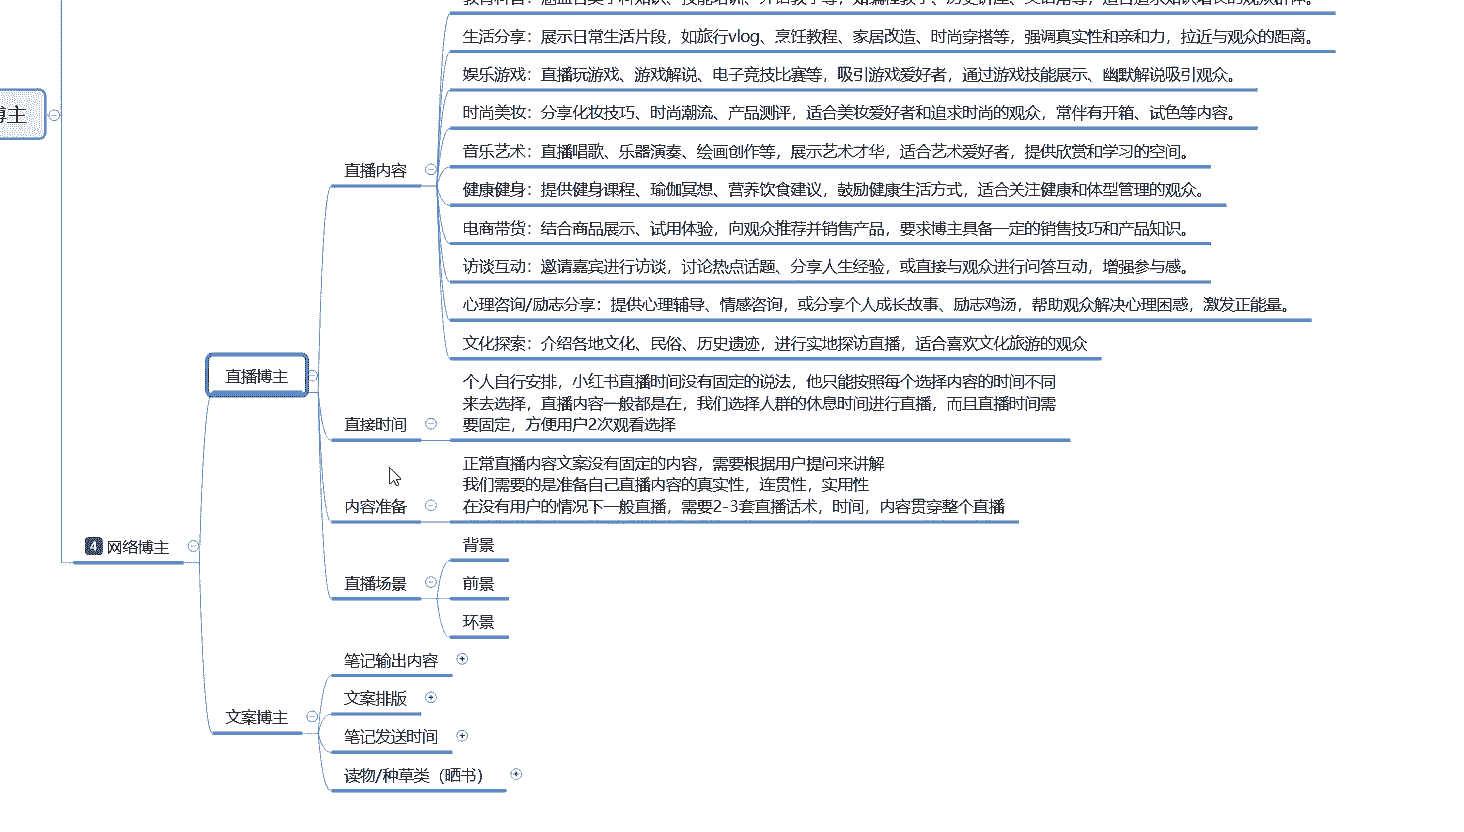 生活分享：展示日常生活片段，如旅行vlog、烹饪教程、家居改造、时尚穿搭等，强调真实性和亲和力，拉近与观众的距离。
娱乐游戏：直播玩游戏、游戏解说、电子竞技比赛等，吸引游戏爱好者，通过游戏技能展示、幽默解说吸引观众。
博主
时尚美妆：分享化妆技巧、时尚潮流、产品测评，适合美妆爱好者和追求时尚的观众，常伴有开箱、试色等内容。
音乐艺术：直播唱歌、乐器演奏、绘画创作等，展示艺术才华，适合艺术爱好者，提供欣赏和学习的空间。
直播内容
健康健身：提供健身课程、瑜伽冥想、营养饮食建议，鼓励健康生活方式，适合关注健康和体型管理的观众。
电商带货：结合商品展示、试用体验，向观众推荐并销售产品，要求博主具备一定的销售技巧和产品知识。
访谈互动：邀请嘉宾进行访谈，讨论热点话题、分享人生经验，或直接与观众进行问答互动，增强参与感。
心理咨询/励志分享：提供心理辅导、情感咨询，或分享个人成长故事、励志鸡汤，帮助观众解决心理困惑，激发正能量。
文化探索：介绍各地文化、民俗、历史遗迹，进行实地探访直播，适合喜欢文化旅游的观众
直播博主
个人自行安排，小红书直播时间没有固定的说法，他只能按照每个选择内容的时间不同
来去选择，直播内容一般都是在，我们选择人群的休息时间进行直播，而且直播时间需
要固定，方便用户2次观看选择
直接时间
正常直播内容文案没有固定的内容，需要根据用户提问来讲解
我们需要的是准备自己直播内容的真实性，连贯性，实用性
在没有用户的情况下一般直播，需要2-3套直播话术，时间，内容贯穿整个直播
内容准备
4 网络博主
背景
直播场景
前景
环景
笔记输出内容
文案排版
文案博主
笔记发送时间
读物/种草类（晒书）